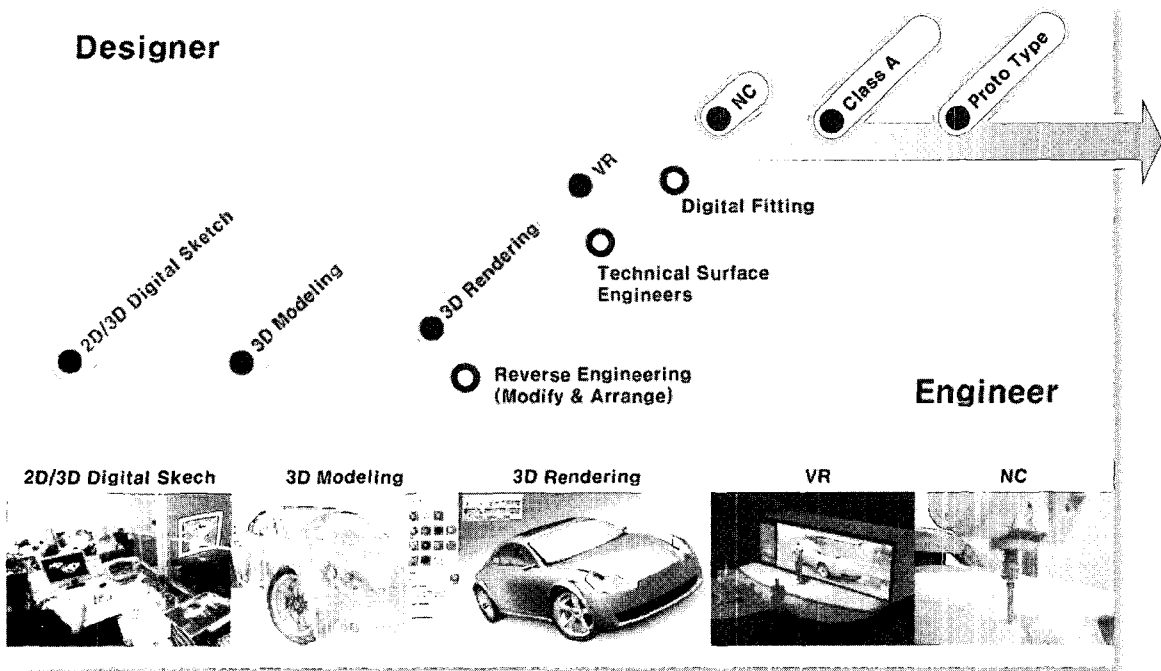 Designer
NC
Class A
Proto Type
VR
Digital Fitting
2D/3D Digital Sketch
3D Rendering
Technical Surface
Engineers
3D Modeling
Reverse Engineering
(Modify & Arrange)
Engineer
2D/3D Digital Skech
3D Modeling
3D Rendering
VR
NC